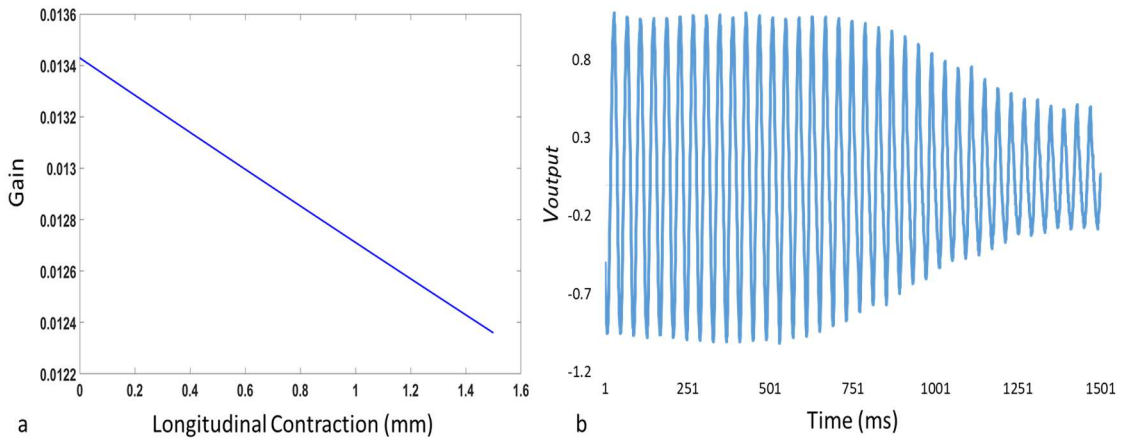 0.0136
0.0134
0.0132
0.013
0.0128
0.0126
0.0124
0.0122
Gain
0 0.2 0.4 0.6 0.8 1 1.2 1.4 1.6
a Longitudinal Contraction (mm)
0.8
0.3
-0.2
-0.7
-1.2
Voutput
1 251 501 751 1001 1251 1501
b Time (ms)